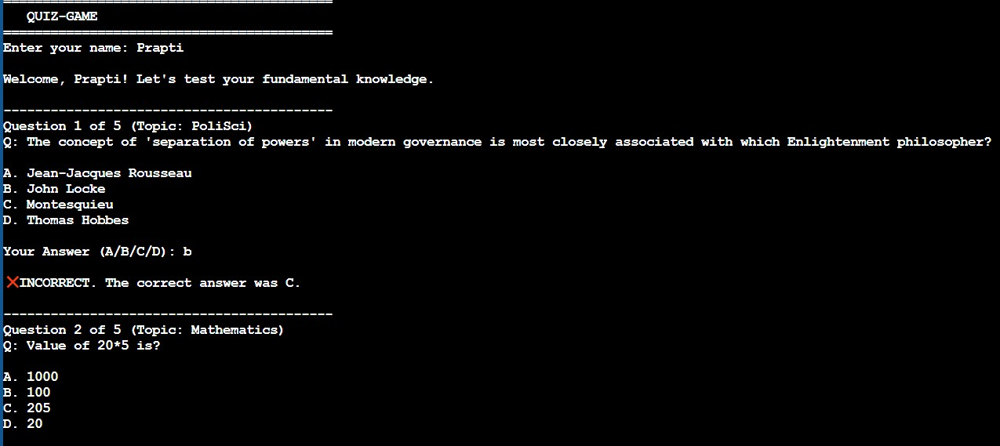 ==========================================
QUIZ-GAME
==========================================
Enter your name: Prapti
Welcome, Prapti! Let's test your fundamental knowledge.
------------------------------------------
Question 1 of 5 (Topic: PoliSci)
Q: The concept of 'separation of powers' in modern governance is most closely associated with which Enlightenment philosopher?
A. Jean-Jacques Rousseau
B. John Locke
C. Montesquieu
D. Thomas Hobbes
Your Answer (A/B/C/D): b
❌INCORRECT. The correct answer was C.
------------------------------------------
Question 2 of 5 (Topic: Mathematics)
Q: Value of 20*5 is?
A. 1000
B. 100
C. 205
D. 20